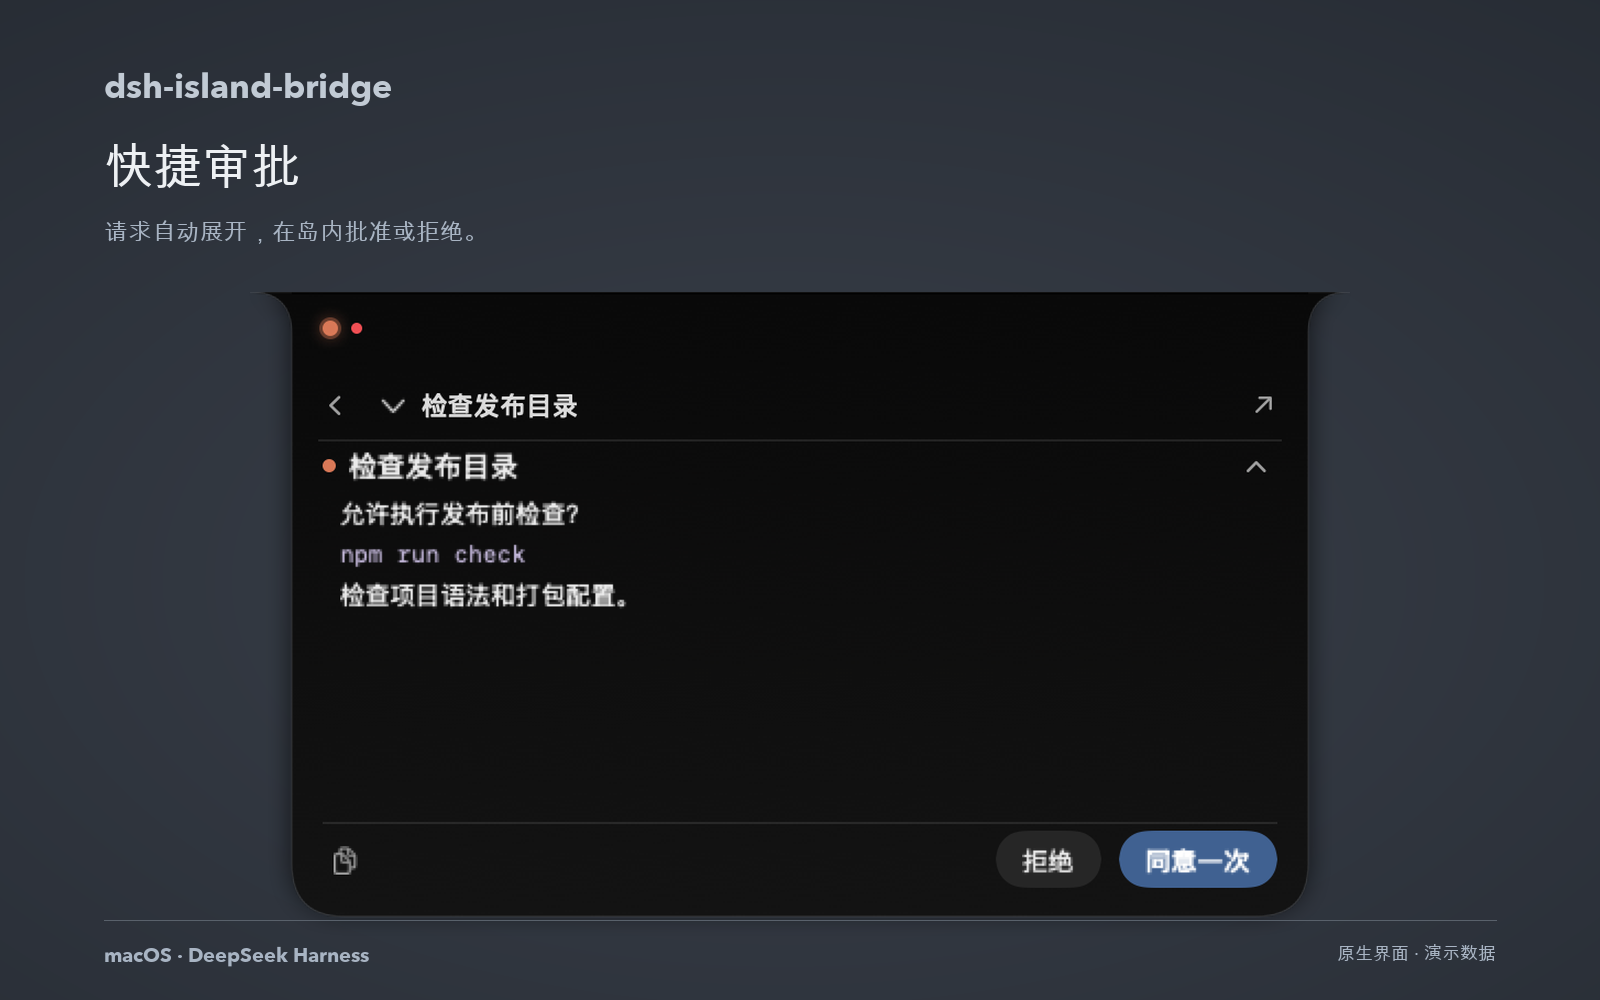 dsh-island-bridge
快捷审批
请求自动展开，在岛内批准或拒绝。
检查发布目录
检查发布目录
允许执行发布前检查？
npm run check
检查项目语法和打包配置。
拒绝
同意一次
macOS · DeepSeek Harness
原生界面 · 演示数据